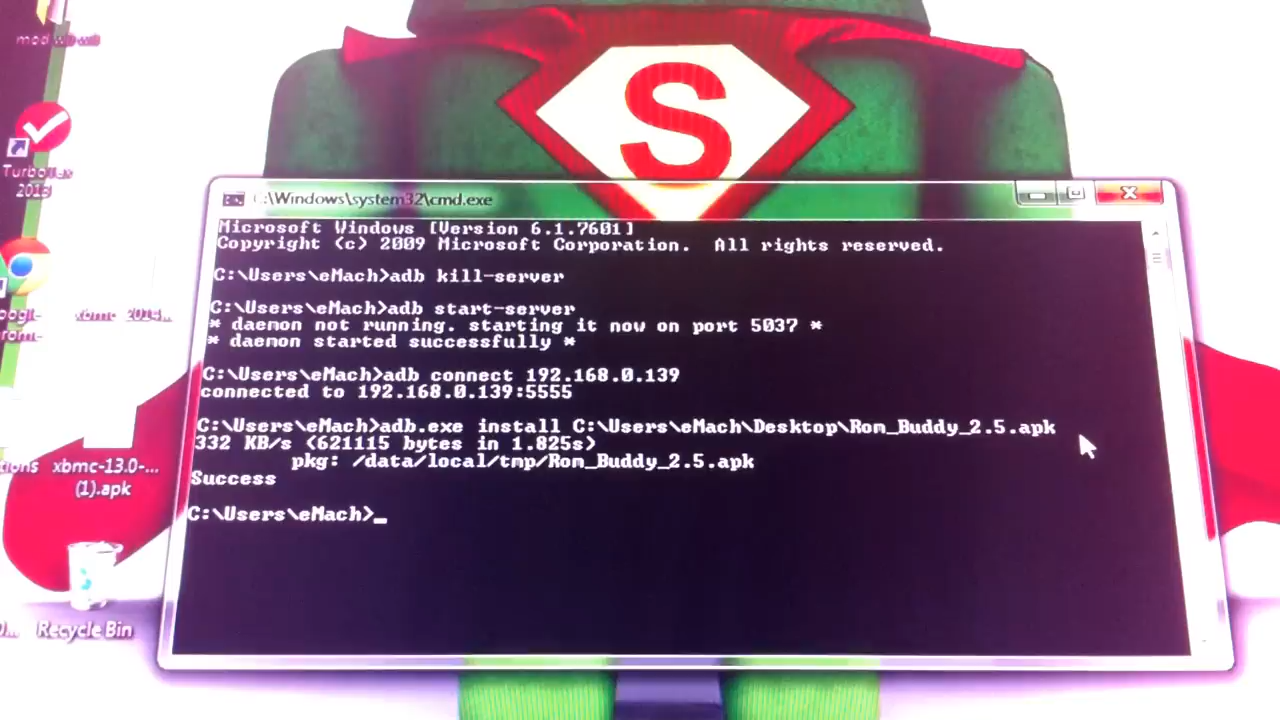 mod
S
TurboTax
2013
C:\Windows\system32\cmd.exe
Microsoft Windows [Version 6.1.7601]
Copyright (c) 2009 Microsoft Corporation.  All rights reserved.
C:\Users\eMach>adb kill-server
C:\Users\eMach>adb start-server
* daemon not running. starting it now on port 5037 *
* daemon started successfully *
C:\Users\eMach>adb connect 192.168.0.139
connected to 192.168.0.139:5555
C:\Users\eMach>adb.exe install C:\Users\eMach\Desktop\Rom_Buddy_2.5.apk
332 KB/s (621115 bytes in 1.825s)
pkg: /data/local/tmp/Rom_Buddy_2.5.apk
Success
C:\Users\eMach>_
xbmc 2014...
xbmc-13.0-...
(1).apk
Recycle Bin